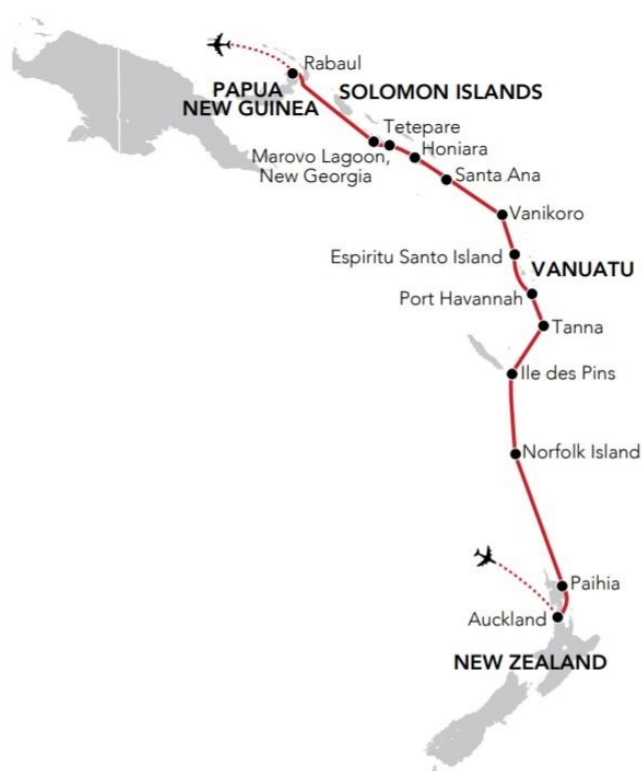 Rabaul
PAPUA
NEW GUINEA
SOLOMON ISLANDS
Tetepare
Marovo Lagoon,
New Georgia
Honiara
Santa Ana
Vanikoro
Espiritu Santo Island
VANUATU
Port Havannah
Tanna
Ile des Pins
Norfolk Island
Paihia
Auckland
NEW ZEALAND